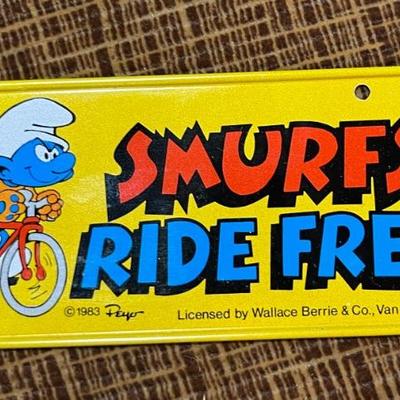 SMURFS
RIDE FRE
© 1983 Peyo Licensed by Wallace Berrie & Co., Van